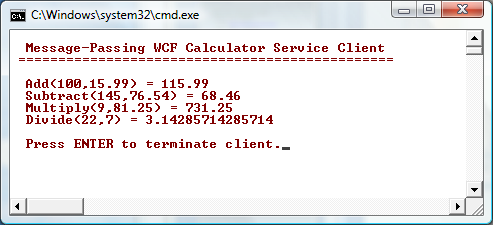 C:\Windows\system32\cmd.exe
Message-Passing WCF Calculator Service Client
===============================================
Add(100,15.99) = 115.99
Subtract(145,76.54) = 68.46
Multiply(9,81.25) = 731.25
Divide(22,7) = 3.14285714285714
Press ENTER to terminate client.